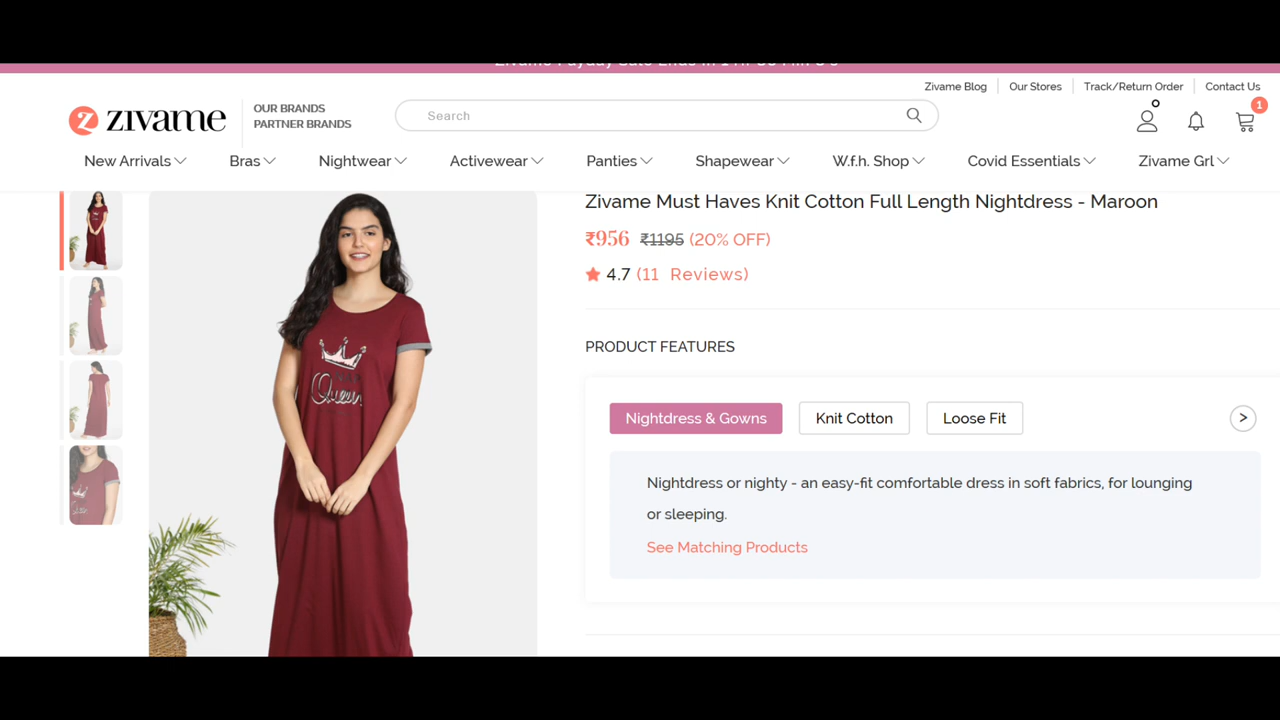 Zivame Blog
Our Stores
Track/Return Order
Contact Us
zivame
OUR BRANDS
PARTNER BRANDS
Search
1
New Arrivals
Bras
Nightwear
Activewear
Panties
Shapewear
W.f.h. Shop
Covid Essentials
Zivame Grl
Zivame Must Haves Knit Cotton Full Length Nightdress - Maroon
₹956 ₹1195 (20% OFF)
4.7 (11 Reviews)
Queen
PRODUCT FEATURES
Nightdress & Gowns
Knit Cotton
Loose Fit
>
Nightdress or nighty - an easy-fit comfortable dress in soft fabrics, for lounging
or sleeping.
See Matching Products